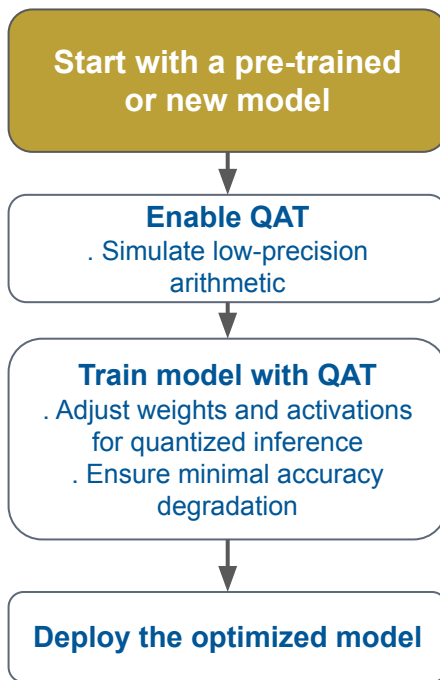 Start with a pre-trained
or new model
Enable QAT
. Simulate low-precision
arithmetic
Train model with QAT
. Adjust weights and activations
for quantized inference
. Ensure minimal accuracy
degradation
Deploy the optimized model